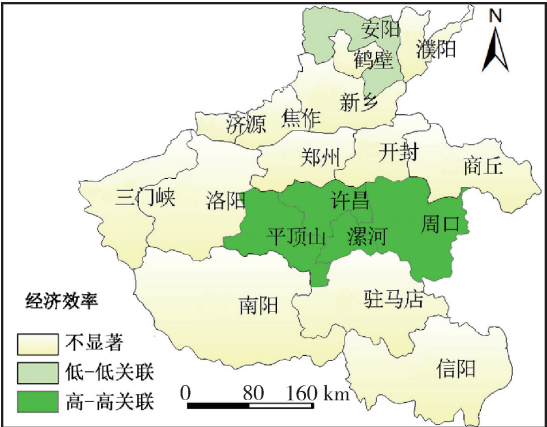 N
安阳
濮阳
鹤壁
新乡
济源
焦作
郑州
开封
商丘
三门峡
洛阳
许昌
平顶山
漯河
周口
南阳
驻马店
信阳
经济效率
不显著
低-低关联
高-高关联
0 80 160 km